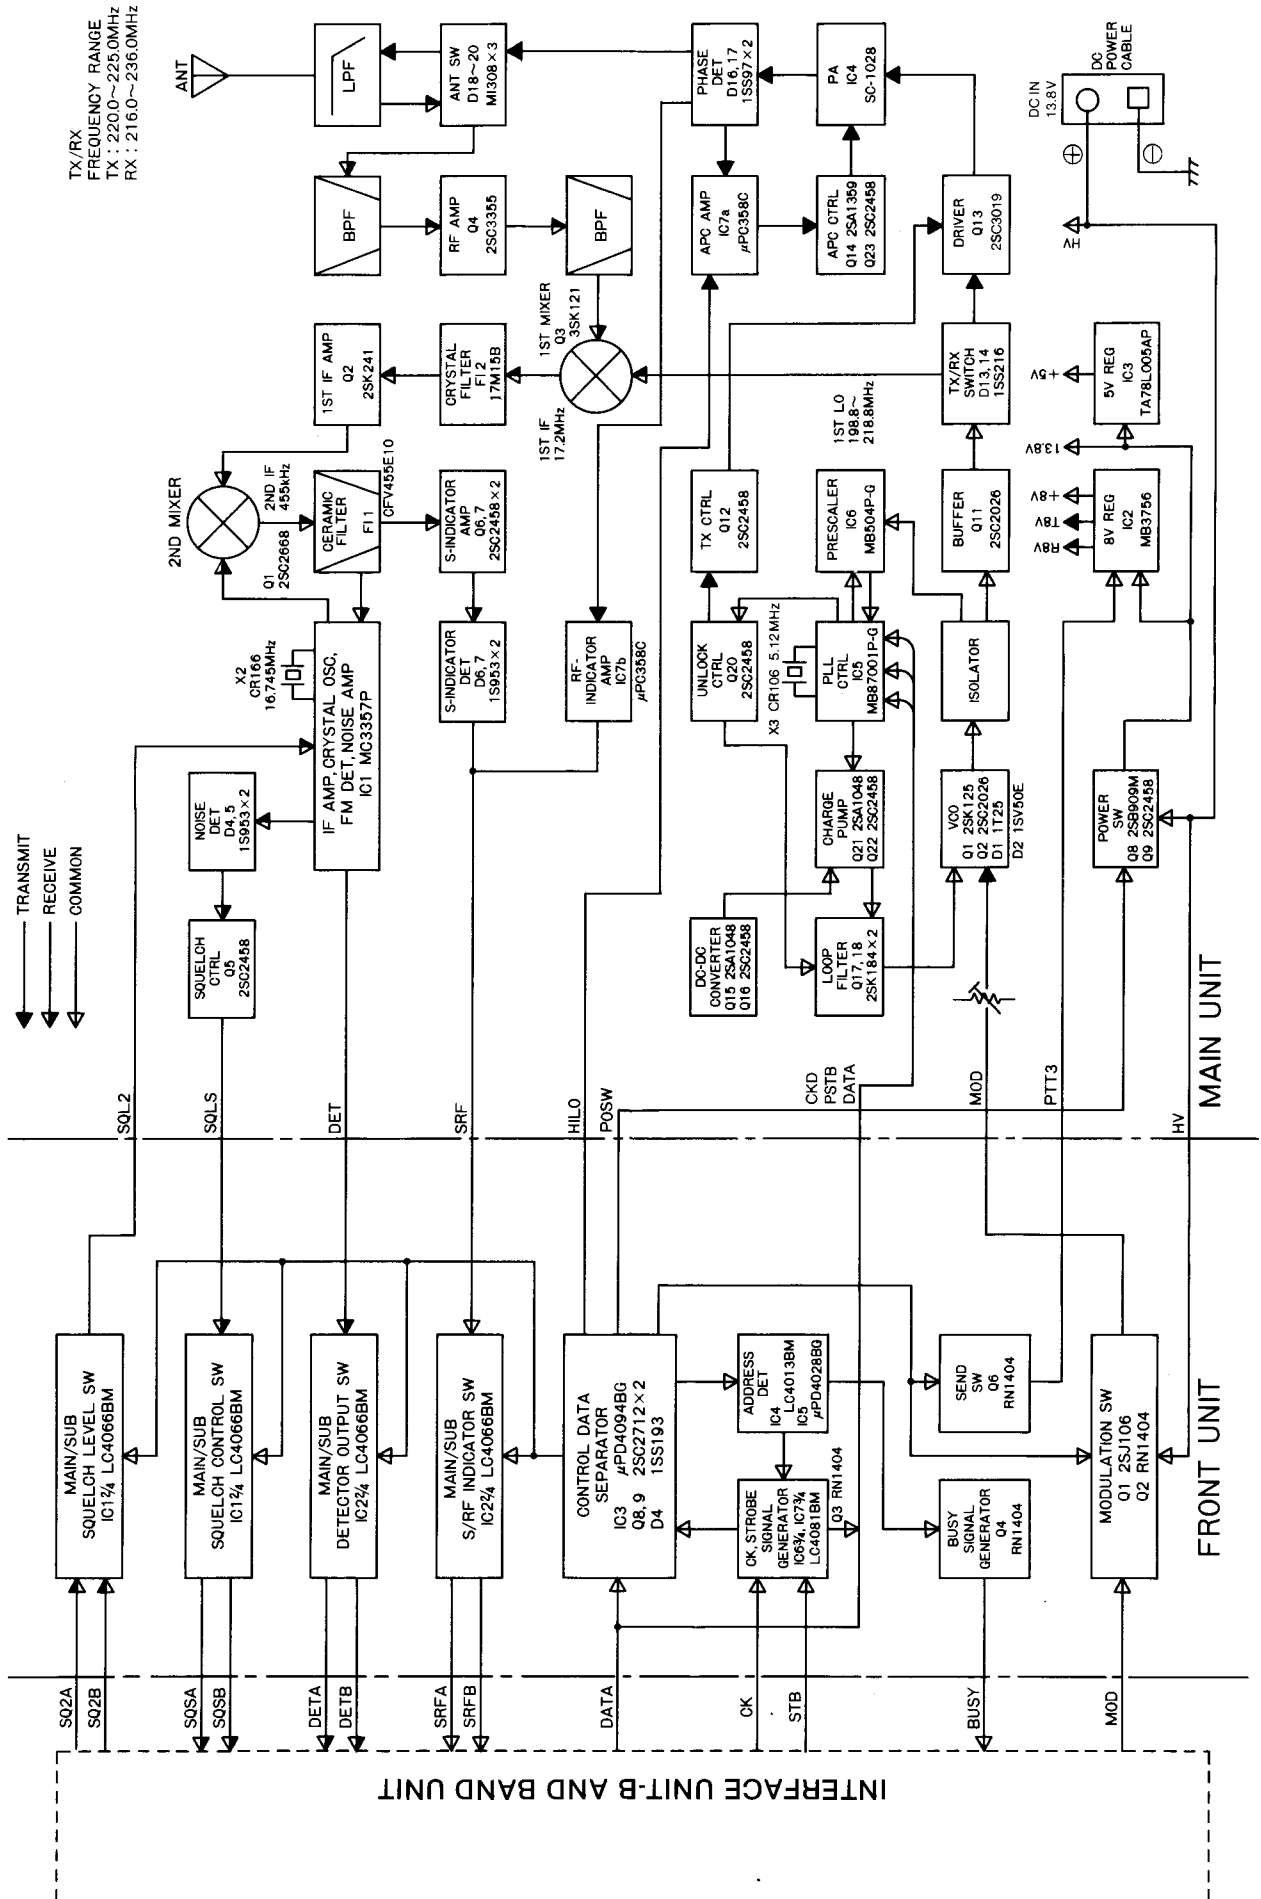 TX/RX
FREQUENCY RANGE
TX : 220.0~225.0MHz
RX : 216.0~236.0MHz
TRANSMIT
RECEIVE
COMMON
ANT
LPF
ANT SW
D18~20
MI308×3
BPF
RF AMP
Q4
2SC3355
BPF
1ST MIXER
Q3
3SK121
1ST IF
17.2MHz
CRYSTAL
FILTER
FI2
17M15B
1ST IF AMP
Q2
2SK241
2ND MIXER
Q1
2SC2668
2ND IF
455kHz
CERAMIC
FILTER
FI1
CFV455E10
X2
CR166
16.745MHz
IF AMP, CRYSTAL OSC,
FM DET, NOISE AMP
IC1 MC3357P
NOISE
DET
D4, 5
1S953×2
SQUELCH
CTRL
Q5
2SC2458
S-INDICATOR
AMP
Q6, 7
2SC2458×2
S-INDICATOR
DET
D6, 7
1S953×2
RF-
INDICATOR
AMP
IC7b
μPC358C
PHASE
DET
D16, 17
1SS97×2
PA
IC4
SC-1028
APC AMP
IC7a
μPC358C
APC CTRL
Q14 2SA1359
Q23 2SC2458
DRIVER
Q13
2SC3019
TX CTRL
Q12
2SC2458
1ST LO
198.8~
218.8MHz
TX/RX
SWITCH
D13, 14
1SS216
PRESCALER
IC6
MB504P-G
BUFFER
Q11
2SC2026
UNLOCK
CTRL
Q20
2SC2458
X3 CR106 5.12MHz
PLL
CTRL
IC5
MB87001P-G
ISOLATOR
CHARGE
PUMP
Q21 2SA1048
Q22 2SC2458
VCO
Q1 2SK125
Q2 2SC2026
D1 1T25
D2 1SV50E
DC-DC
CONVERTER
Q15 2SA1048
Q16 2SC2458
LOOP
FILTER
Q17, 18
2SK184×2
DC IN
13.8V
DC
POWER
CABLE
⊕
⊖
HV
5V REG
IC3
TA78L005AP
+5V
13.8V
8V REG
IC2
MB3756
+8V
T8V
R8V
POWER
SW
Q8 2SB909M
Q9 2SC2458
MAIN UNIT
SQL2
SQLS
DET
SRF
HILO
POSW
CKD
PSTB
DATA
MOD
PTT3
HV
MAIN/SUB
SQUELCH LEVEL SW
IC1 2/4 LC4066BM
MAIN/SUB
SQUELCH CONTROL SW
IC1 2/4 LC4066BM
MAIN/SUB
DETECTOR OUTPUT SW
IC2 2/4 LC4066BM
MAIN/SUB
S/RF INDICATOR SW
IC2 2/4 LC4066BM
CONTROL DATA
SEPARATOR
IC3 μPD4094BG
Q8, 9 2SC2712×2
D4 1SS193
ADDRESS
DET
IC4 LC4013BM
IC5 μPD4028BG
CK, STROBE
SIGNAL
GENERATOR
IC6 3/4, IC7 3/4
LC4081BM
Q3 RN1404
SEND
SW
Q6
RN1404
BUSY
SIGNAL
GENERATOR
Q4
RN1404
MODULATION SW
Q1 2SJ106
Q2 RN1404
FRONT UNIT
SQ2A
SQ2B
SQSA
SQSB
DETA
DETB
SRFA
SRFB
DATA
CK
STB
BUSY
MOD
INTERFACE UNIT-B AND BAND UNIT